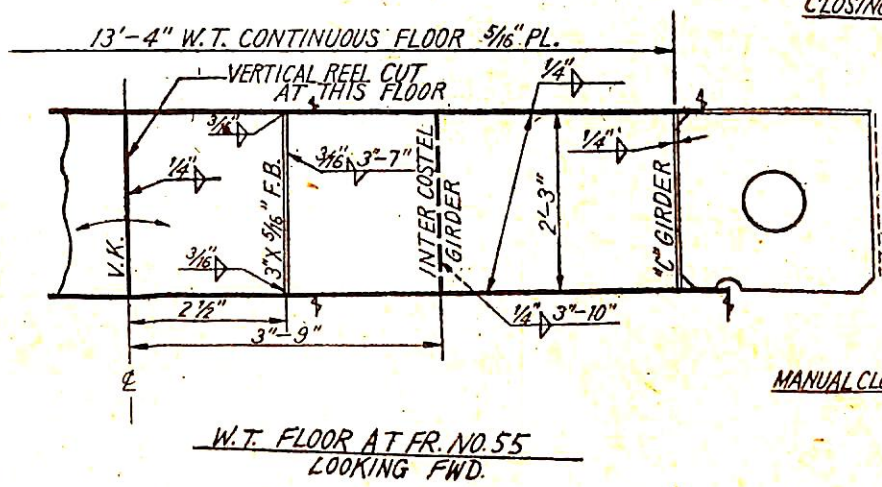 CLOSING
13'-4" W.T. CONTINUOUS FLOOR 5/16" PL.
VERTICAL REEL CUT
AT THIS FLOOR
1/4"
3/16"
1/4"
3/16 3"-7"
1/4"
V.K.
3/16"
3"X 5/16" F.B.
INTER COSTEL
GIRDER
2'-3"
"C" GIRDER
2 1/2"
1/4" 3"-10"
3"-9"
℄
MANUAL CL
W.T. FLOOR AT FR. NO. 55
LOOKING FWD.